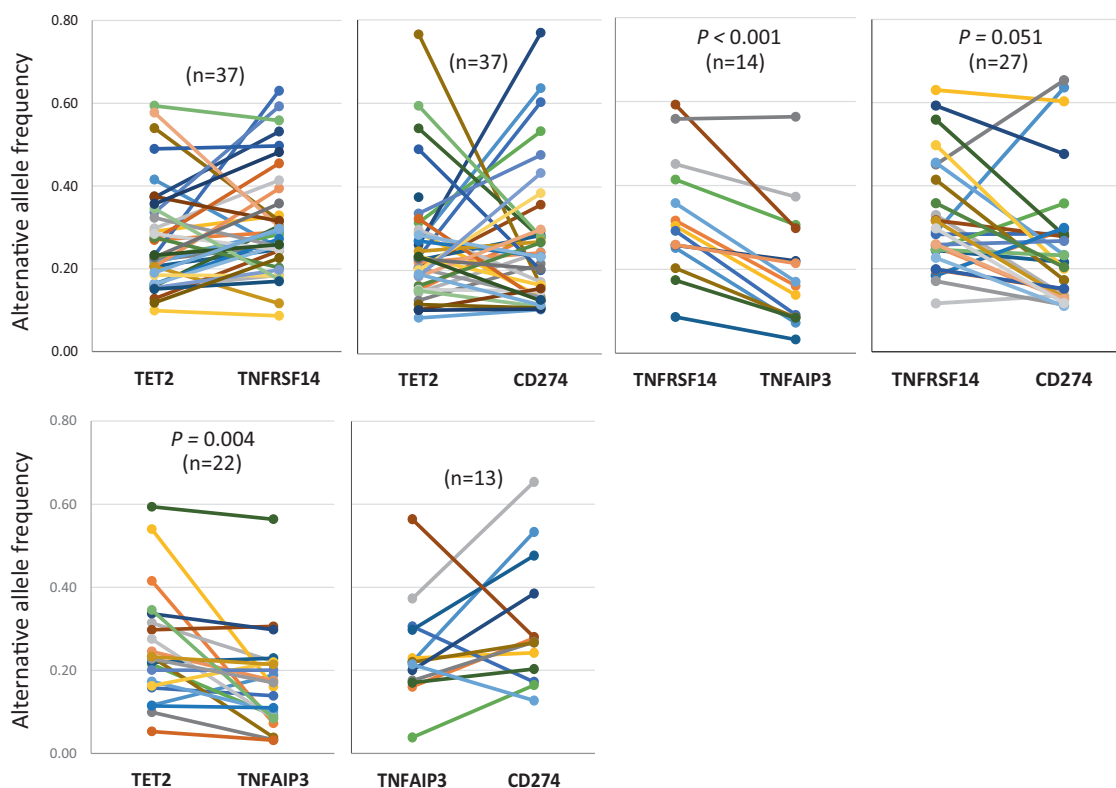 Alternative allele frequency
0.80
0.60
0.40
0.20
0.00
(n=37)
TET2 TNFRSF14
(n=37)
TET2 CD274
P < 0.001
(n=14)
TNFRSF14 TNFAIP3
P = 0.051
(n=27)
TNFRSF14 CD274
Alternative allele frequency
0.80
0.60
0.40
0.20
0.00
P = 0.004
(n=22)
TET2 TNFAIP3
(n=13)
TNFAIP3 CD274